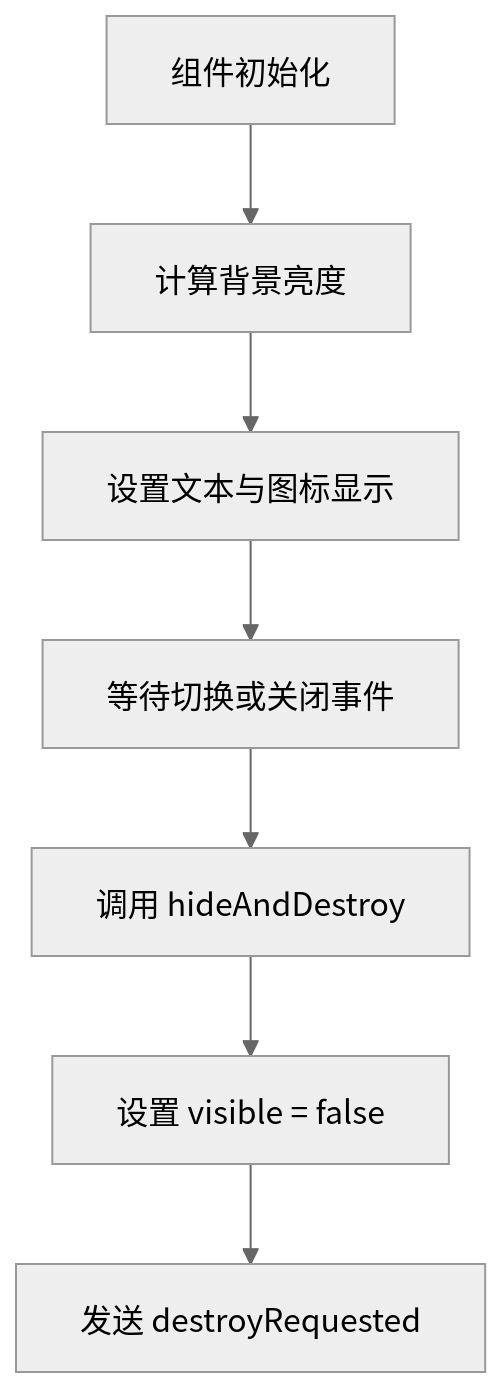 组件初始化
计算背景亮度
设置文本与图标显示
等待切换或关闭事件
调用 hideAndDestroy
设置 visible = false
发送 destroyRequested